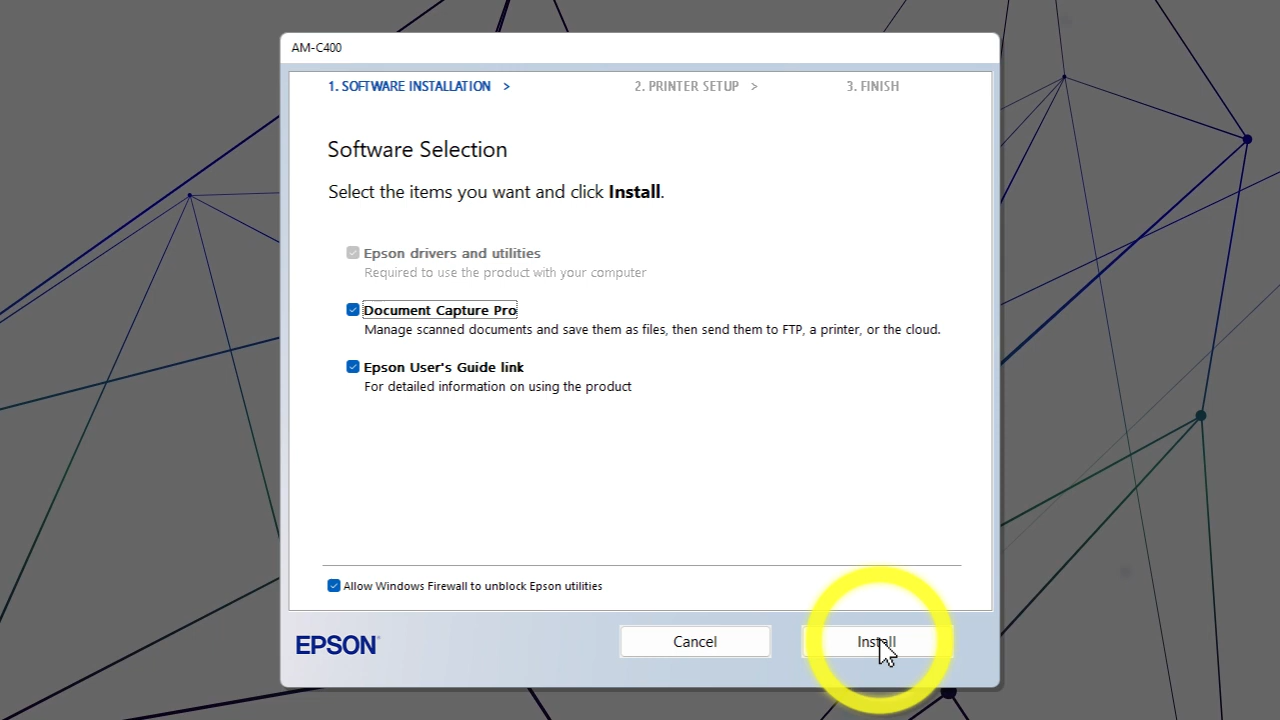 AM-C400
1. SOFTWARE INSTALLATION > 2. PRINTER SETUP > 3. FINISH
Software Selection
Select the items you want and click Install.
Epson drivers and utilities
Required to use the product with your computer
Document Capture Pro
Manage scanned documents and save them as files, then send them to FTP, a printer, or the cloud.
Epson User's Guide link
For detailed information on using the product
Allow Windows Firewall to unblock Epson utilities
EPSON
Cancel
Install